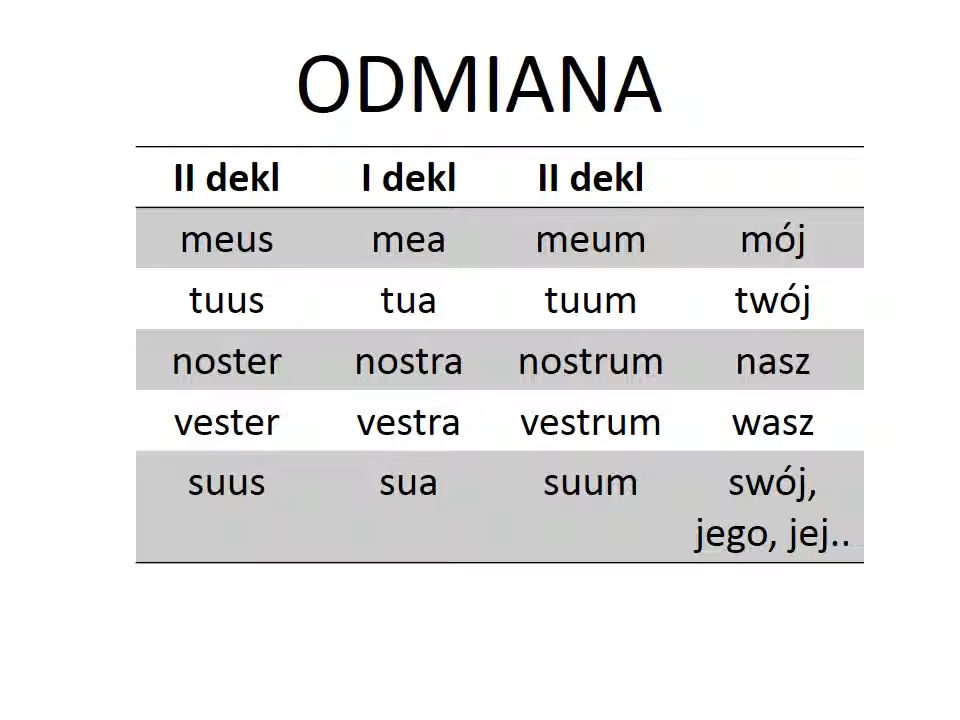 ODMIANA
II dekl I dekl II dekl
meus mea meum mój
tuus tua tuum twój
noster nostra nostrum nasz
vester vestra vestrum wasz
suus sua suum swój,
jego, jej..